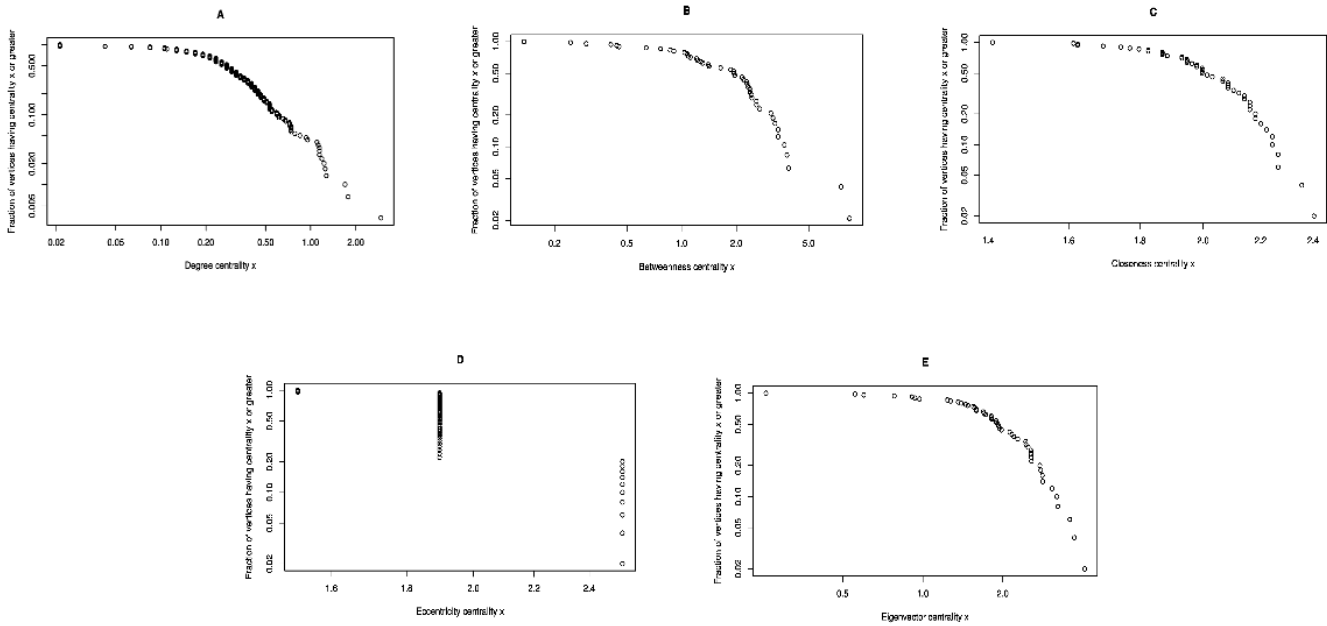 A
Fraction of vertices having centrality x or greater
0.500
0.100
0.020
0.005
0.02 0.05 0.10 0.20 0.50 1.00 2.00
Degree centrality x
B
Fraction of vertices having centrality x or greater
1.00
0.50
0.20
0.10
0.05
0.02
0.2 0.5 1.0 2.0 5.0
Betweenness centrality x
C
Fraction of vertices having centrality x or greater
1.00
0.50
0.20
0.10
0.05
0.02
1.4 1.6 1.8 2.0 2.2 2.4
Closeness centrality x
D
Fraction of vertices having centrality x or greater
1.00
0.50
0.20
0.10
0.05
0.02
1.6 1.8 2.0 2.2 2.4
Eccentricity centrality x
E
Fraction of vertices having centrality x or greater
1.00
0.50
0.20
0.10
0.05
0.02
0.5 1.0 2.0
Eigenvector centrality x